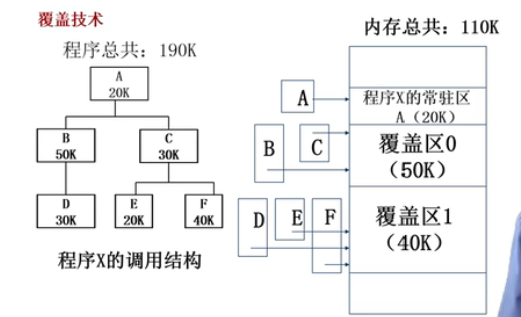 覆盖技术
程序总共：190K
A
20K
B
50K
C
30K
D
30K
E
20K
F
40K
程序X的调用结构
内存总共：110K
A
程序X的常驻区
A（20K）
B
C
覆盖区0
（50K）
D
E
F
覆盖区1
（40K）